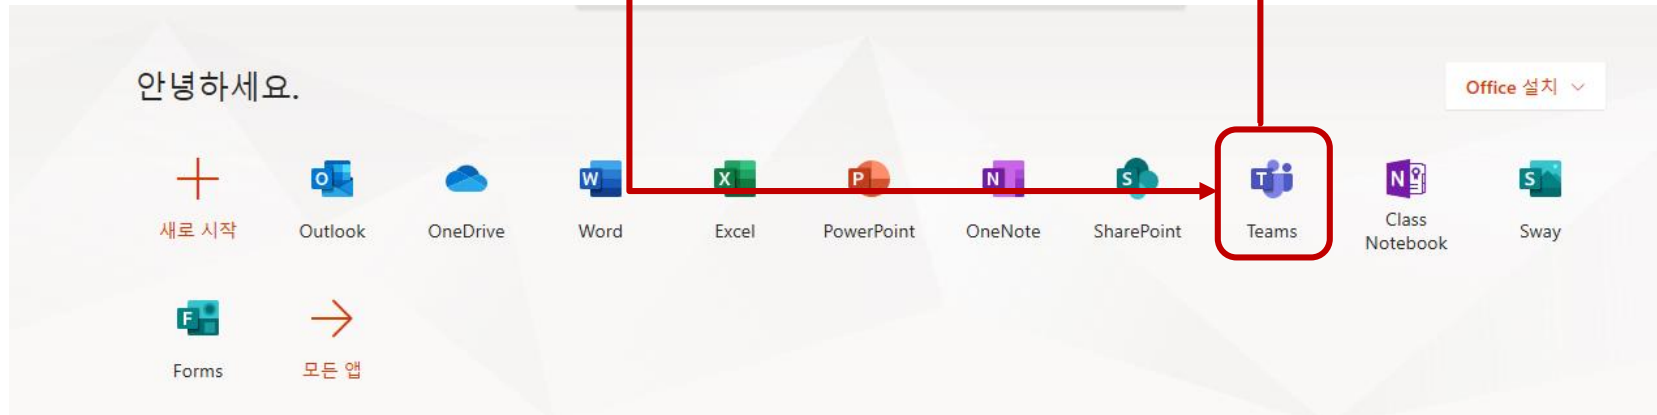 안녕하세요.
Office 설치
새로 시작
Outlook
OneDrive
Word
Excel
PowerPoint
OneNote
SharePoint
Teams
Class
Notebook
Sway
Forms
모든 앱